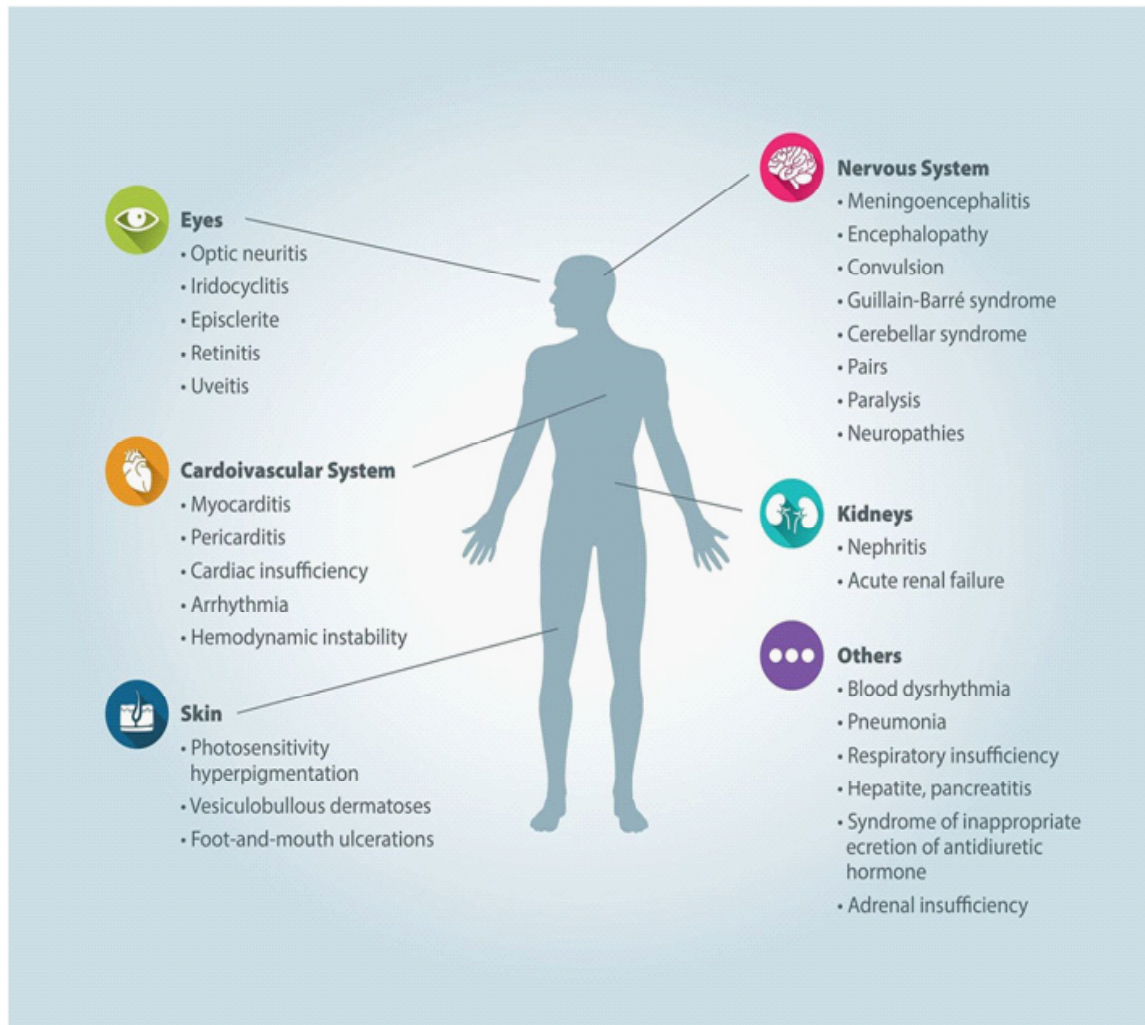 Eyes
• Optic neuritis
• Iridocyclitis
• Episclerite
• Retinitis
• Uveitis
Cardoivascular System
• Myocarditis
• Pericarditis
• Cardiac insufficiency
• Arrhythmia
• Hemodynamic instability
Skin
• Photosensitivity
hyperpigmentation
• Vesiculobullous dermatoses
• Foot-and-mouth ulcerations
Nervous System
• Meningoencephalitis
• Encephalopathy
• Convulsion
• Guillain-Barré syndrome
• Cerebellar syndrome
• Pairs
• Paralysis
• Neuropathies
Kidneys
• Nephritis
• Acute renal failure
Others
• Blood dysrhythmia
• Pneumonia
• Respiratory insufficiency
• Hepatite, pancreatitis
• Syndrome of inappropriate
ecretion of antidiuretic
hormone
• Adrenal insufficiency